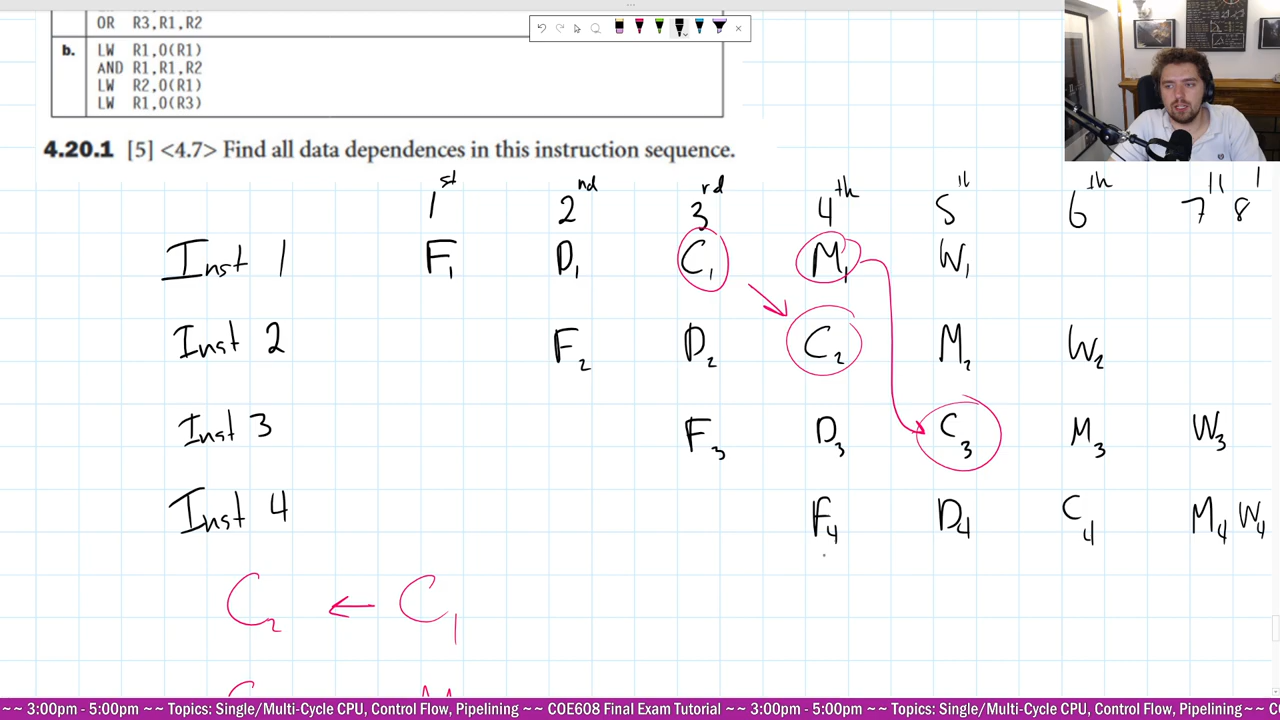 OR R3,R1,R2
b. LW R1,0(R1)
AND R1,R1,R2
LW R2,0(R1)
LW R1,0(R3)
4.20.1 [5] <4.7> Find all data dependences in this instruction sequence.
1st 2nd 3rd 4th 5th 6th 7 8
Inst 1 F1 D1 C1 M1 W1
Inst 2 F2 D2 C2 M2 W2
Inst 3 F3 D3 C3 M3 W3
Inst 4 F4 D4 C4 M4 W4
C2 ← C1
~~ 3:00pm - 5:00pm ~~ Topics: Single/Multi-Cycle CPU, Control Flow, Pipelining ~~ COE608 Final Exam Tutorial ~~ 3:00pm - 5:00pm ~~ Topics: Single/Multi-Cycle CPU, Control Flow, Pipelining ~~ C